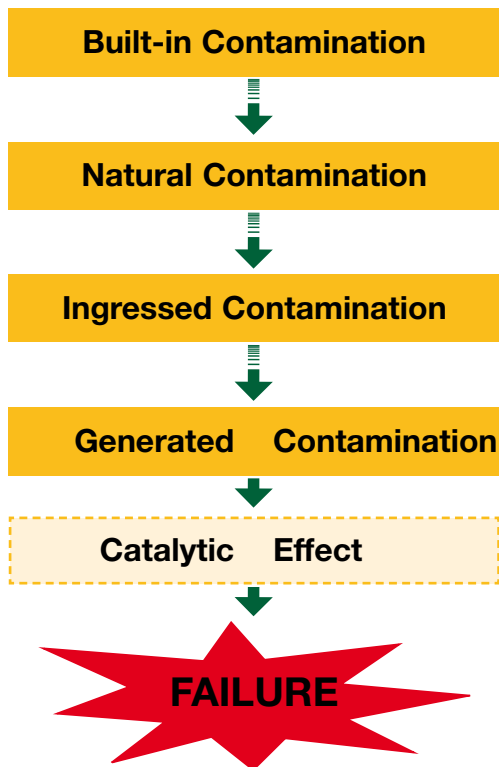 Built-in Contamination
Natural Contamination
Ingressed Contamination
Generated Contamination
Catalytic Effect
FAILURE